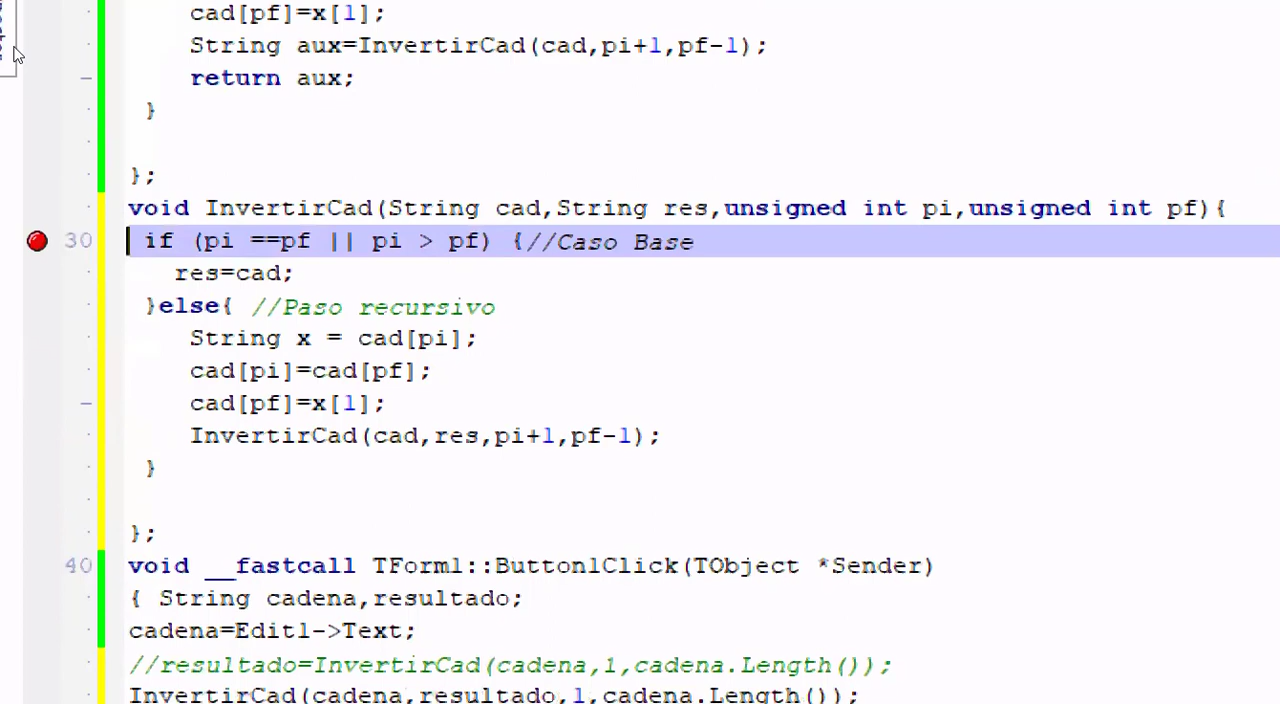 cad[pf]=x[1];
String aux=InvertirCad(cad,pi+1,pf-1);
return aux;
}
};
void InvertirCad(String cad,String res,unsigned int pi,unsigned int pf){
30 if (pi ==pf || pi > pf) {//Caso Base
res=cad;
}else{ //Paso recursivo
String x = cad[pi];
cad[pi]=cad[pf];
cad[pf]=x[1];
InvertirCad(cad,res,pi+1,pf-1);
}
};
40 void __fastcall TForm1::Button1Click(TObject *Sender)
{ String cadena,resultado;
cadena=Edit1->Text;
//resultado=InvertirCad(cadena,1,cadena.Length());
InvertirCad(cadena,resultado,1,cadena.Length());